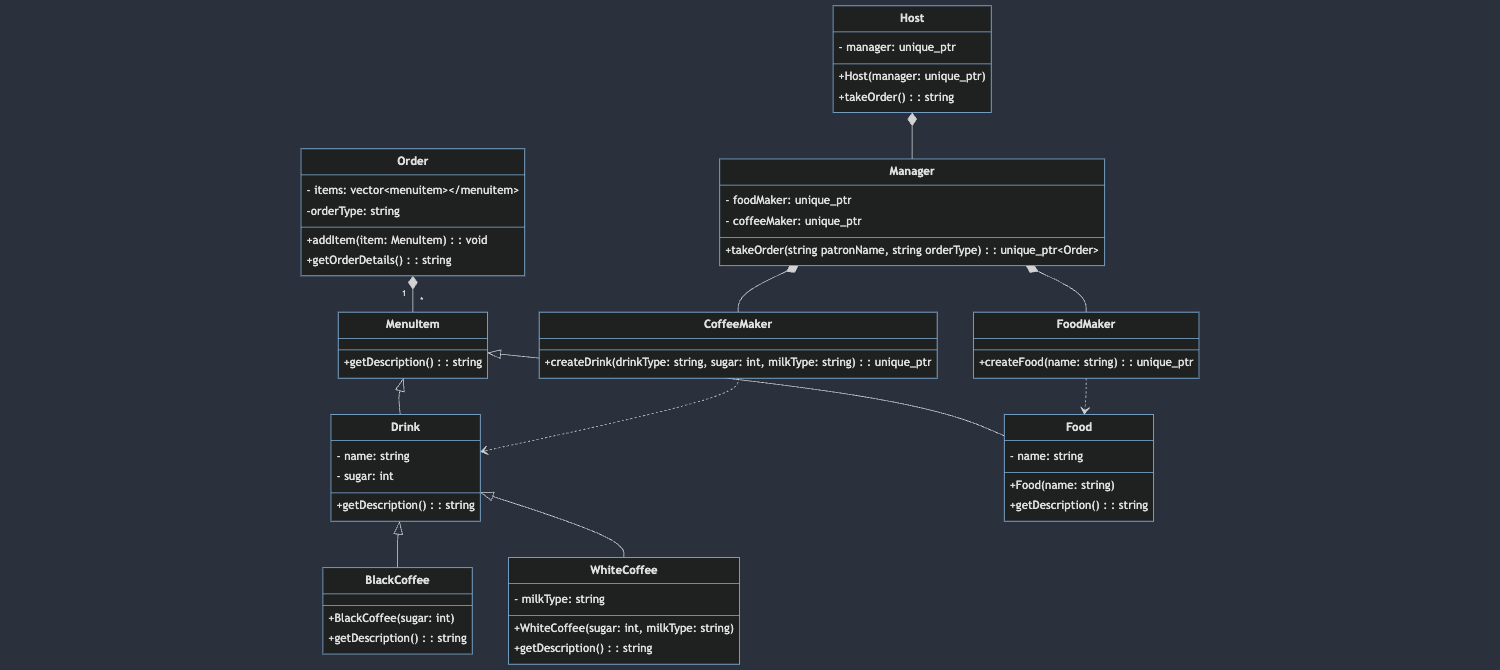 Host
- manager: unique_ptr
+Host(manager: unique_ptr)
+takeOrder() : : string
Order
- items: vector<menuitem></menuitem>
-orderType: string
+addItem(item: MenuItem) : : void
+getOrderDetails() : : string
Manager
- foodMaker: unique_ptr
- coffeeMaker: unique_ptr
+takeOrder(string patronName, string orderType) : : unique_ptr<Order>
1
*
MenuItem
+getDescription() : : string
CoffeeMaker
+createDrink(drinkType: string, sugar: int, milkType: string) : : unique_ptr
FoodMaker
+createFood(name: string) : : unique_ptr
Drink
- name: string
- sugar: int
+getDescription() : : string
Food
- name: string
+Food(name: string)
+getDescription() : : string
BlackCoffee
+BlackCoffee(sugar: int)
+getDescription() : : string
WhiteCoffee
- milkType: string
+WhiteCoffee(sugar: int, milkType: string)
+getDescription() : : string